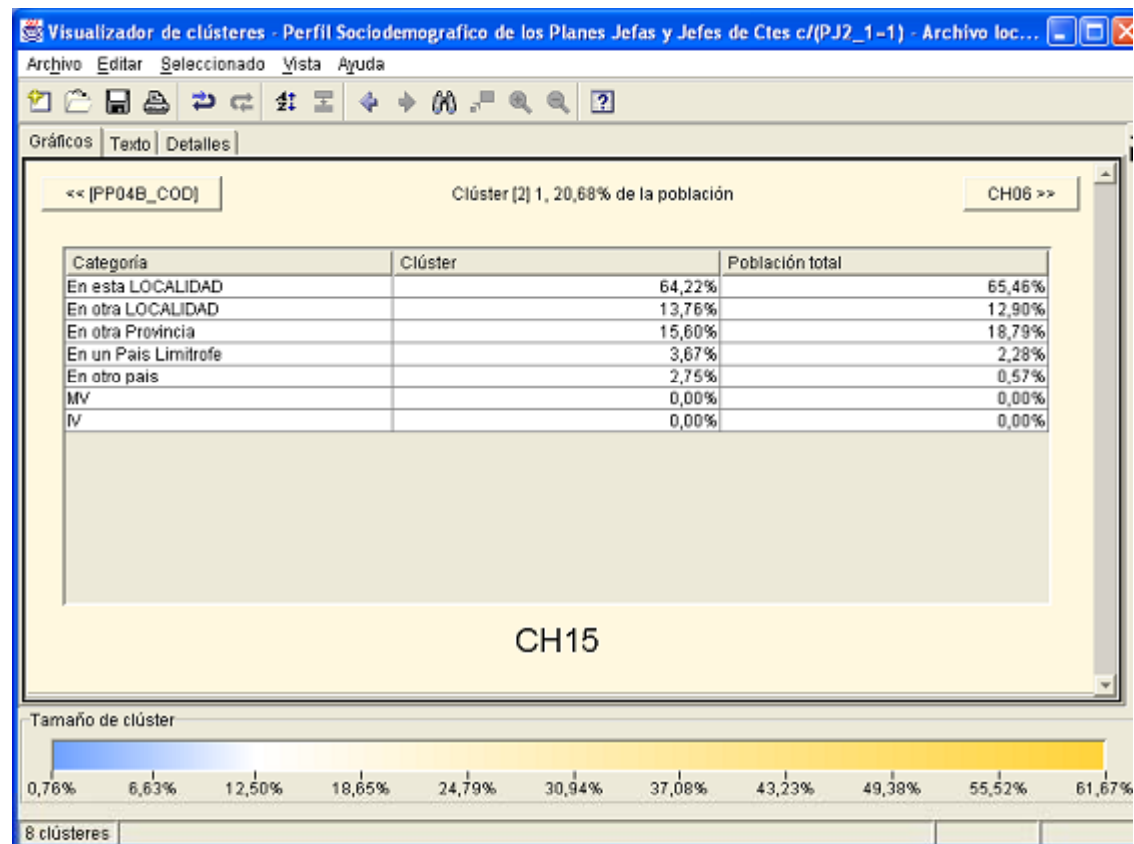 Visualizador de clústeres - Perfil Sociodemografico de los Planes Jefas y Jefes de Ctes c/(PJ2_1=1) - Archivo loc...
Archivo Editar Seleccionado Vista Ayuda
Gráficos Texto Detalles
<< [PP04B_COD] Clúster [2] 1, 20,68% de la población CH06 >>
Categoría Clúster Población total
En esta LOCALIDAD 64,22% 65,46%
En otra LOCALIDAD 13,76% 12,90%
En otra Provincia 15,60% 18,79%
En un Pais Limitrofe 3,67% 2,28%
En otro pais 2,75% 0,57%
MV 0,00% 0,00%
IV 0,00% 0,00%
CH15
Tamaño de clúster
0,76% 6,63% 12,50% 18,65% 24,79% 30,94% 37,08% 43,23% 49,38% 55,52% 61,67%
8 clústeres